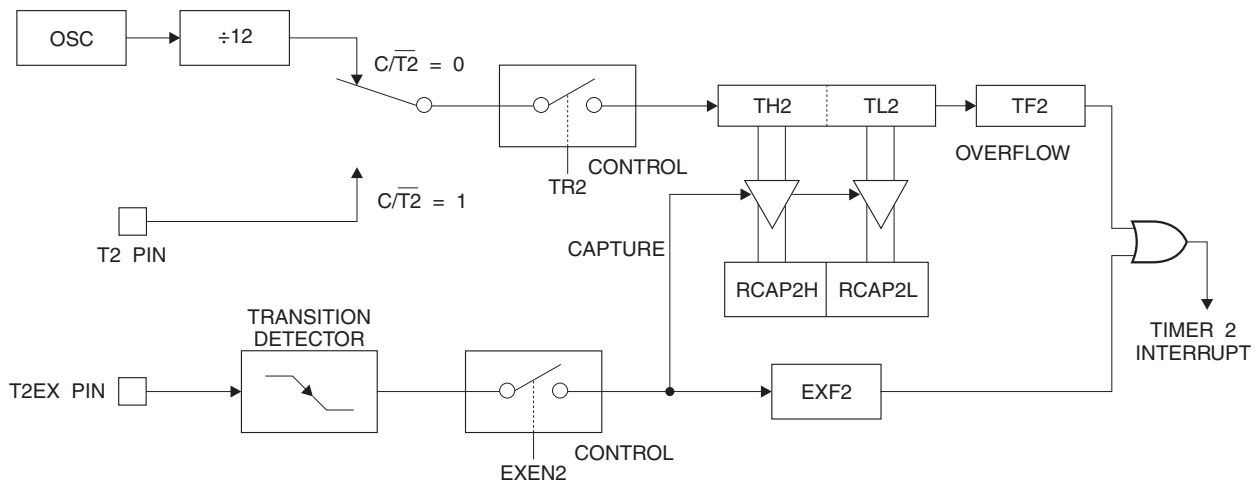 OSC
÷12
C/T2̅ = 0
TH2
TL2
TF2
OVERFLOW
CONTROL
TR2
C/T2̅ = 1
T2 PIN
CAPTURE
RCAP2H
RCAP2L
TRANSITION
DETECTOR
TIMER 2
INTERRUPT
T2EX PIN
EXF2
CONTROL
EXEN2